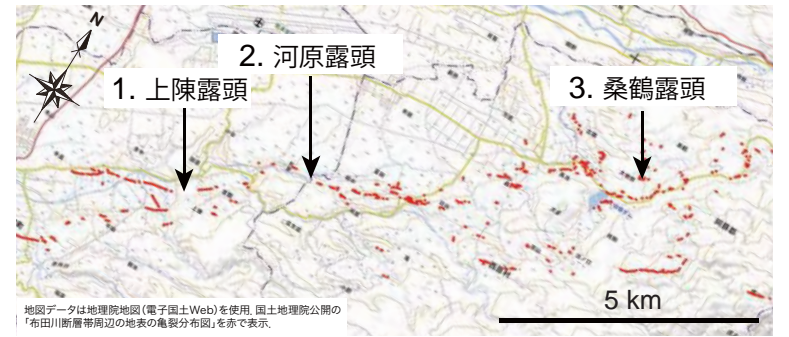 N
2. 河原露頭
1. 上陳露頭
3. 桑鶴露頭
5 km
地図データは地理院地図(電子国土Web)を使用. 国土地理院公開の
「布田川断層帯周辺の地表の亀裂分布図」を赤で表示.